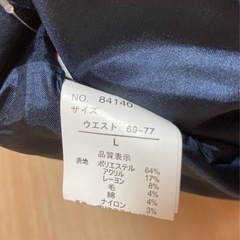 NO. 84146
サイズ
ウエスト 69-77
L
品質表示
表地 ポリエステル 64%
アクリル 17%
レーヨン 8%
毛 4%
綿 4%
ナイロン 3%